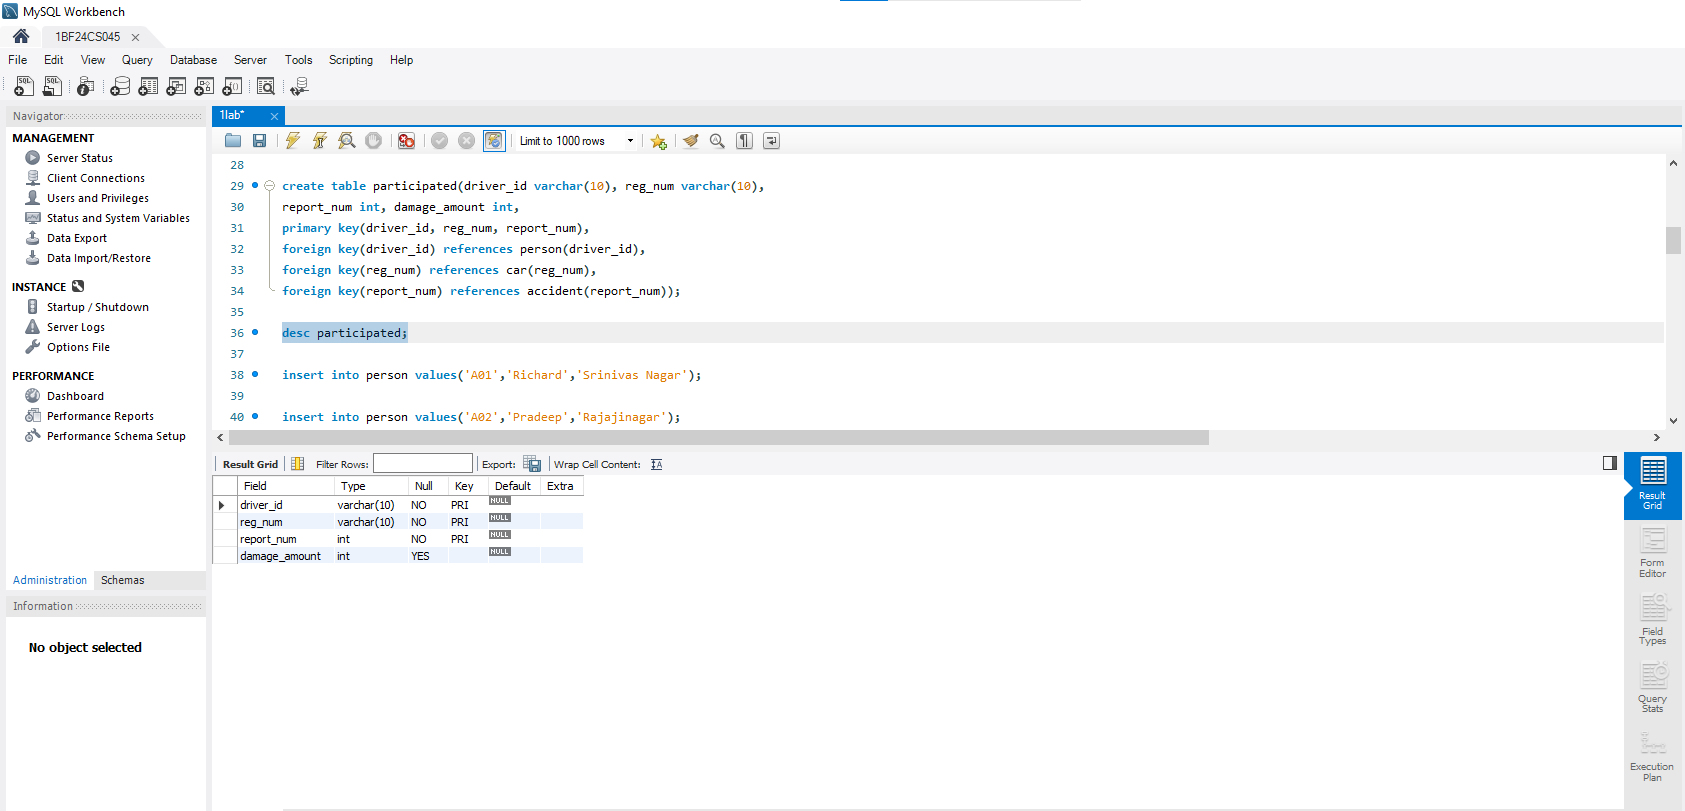 MySQL Workbench
1BF24CS045
File Edit View Query Database Server Tools Scripting Help
Navigator
MANAGEMENT
Server Status
Client Connections
Users and Privileges
Status and System Variables
Data Export
Data Import/Restore
INSTANCE
Startup / Shutdown
Server Logs
Options File
PERFORMANCE
Dashboard
Performance Reports
Performance Schema Setup
Administration Schemas
Information
No object selected
1lab*
Limit to 1000 rows
28
29 create table participated(driver_id varchar(10), reg_num varchar(10),
30 report_num int, damage_amount int,
31 primary key(driver_id, reg_num, report_num),
32 foreign key(driver_id) references person(driver_id),
33 foreign key(reg_num) references car(reg_num),
34 foreign key(report_num) references accident(report_num));
35
36 desc participated;
37
38 insert into person values('A01','Richard','Srinivas Nagar');
39
40 insert into person values('A02','Pradeep','Rajajinagar');
Result Grid Filter Rows: Export: Wrap Cell Content:
Field Type Null Key Default Extra
driver_id varchar(10) NO PRI NULL
reg_num varchar(10) NO PRI NULL
report_num int NO PRI NULL
damage_amount int YES NULL
Result
Grid
Form
Editor
Field
Types
Query
Stats
Execution
Plan